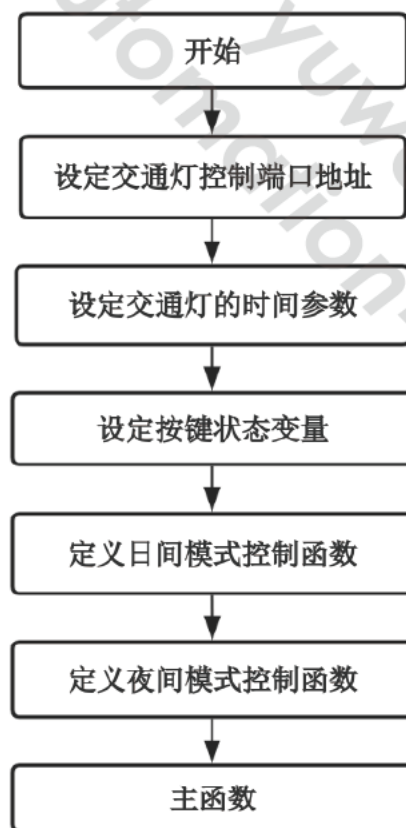 开始
设定交通灯控制端口地址
设定交通灯的时间参数
设定按键状态变量
定义日间模式控制函数
定义夜间模式控制函数
主函数